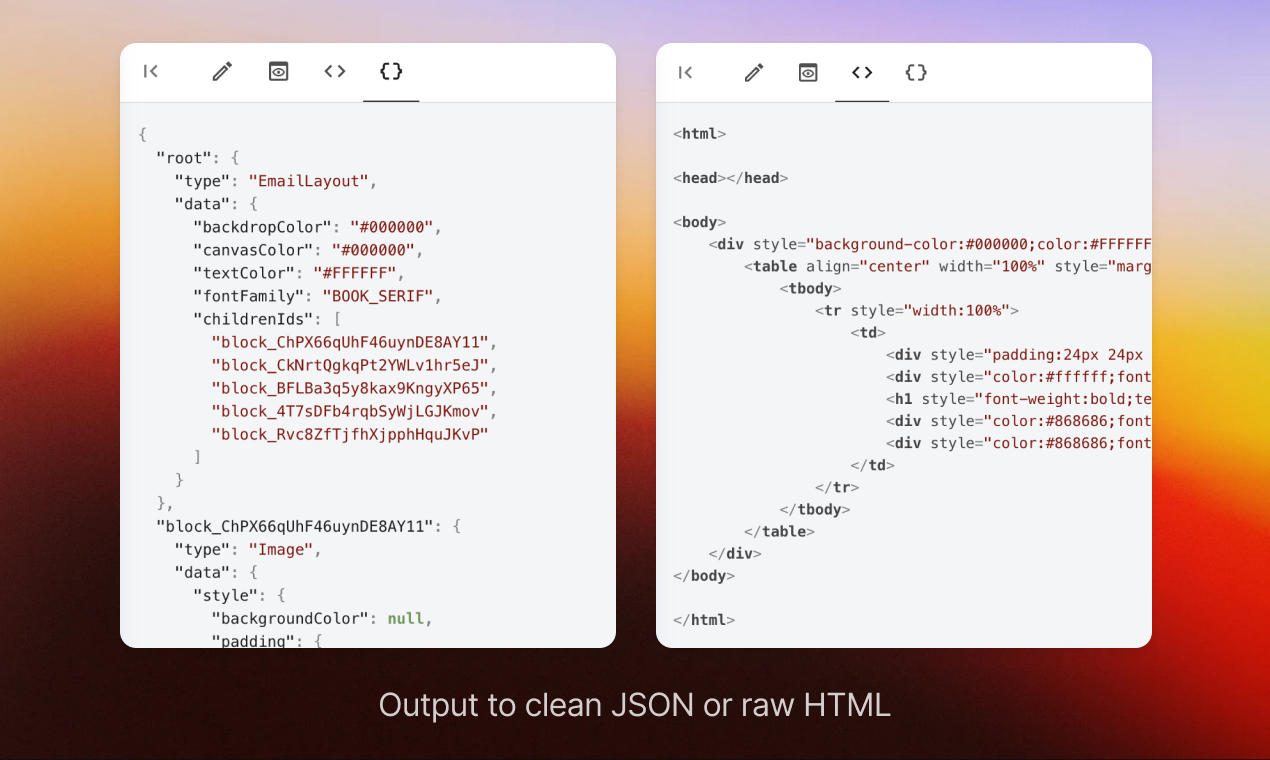 {
  "root": {
    "type": "EmailLayout",
    "data": {
      "backdropColor": "#000000",
      "canvasColor": "#000000",
      "textColor": "#FFFFFF",
      "fontFamily": "BOOK_SERIF",
      "childrenIds": [
        "block_ChPX66qUhF46uynDE8AY11",
        "block_CkNrtQgkqPt2YWLv1hr5eJ",
        "block_BFLBa3q5y8kax9KngyXP65",
        "block_4T7sDFb4rqbSyWjLGJKmov",
        "block_Rvc8ZfTjfhXjpphHquJKvP"
      ]
    }
  },
  "block_ChPX66qUhF46uynDE8AY11": {
    "type": "Image",
    "data": {
      "style": {
        "backgroundColor": null,
        "padding": {
<html>
<head></head>
<body>
    <div style="background-color:#000000;color:#FFFFFF
        <table align="center" width="100%" style="marg
            <tbody>
                <tr style="width:100%">
                    <td>
                        <div style="padding:24px 24px
                        <div style="color:#ffffff;font
                        <h1 style="font-weight:bold;te
                        <div style="color:#868686;font
                        <div style="color:#868686;font
                    </td>
                </tr>
            </tbody>
        </table>
    </div>
</body>
</html>
Output to clean JSON or raw HTML